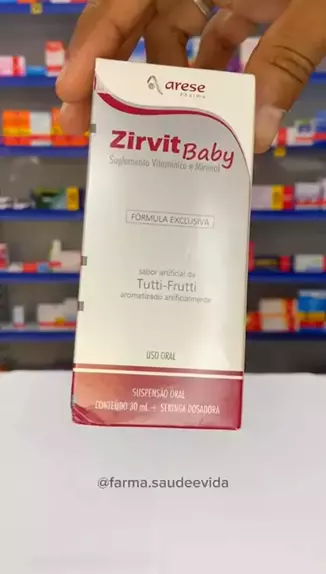 arese
pharma
Zirvit Baby
Suplemento Vitamínico e Mineral
FÓRMULA EXCLUSIVA
sabor artificial de
Tutti-Frutti
aromatizado artificialmente
USO ORAL
SUSPENSÃO ORAL
CONTEÚDO 30 mL + SERINGA DOSADORA
@farma.saudeevida